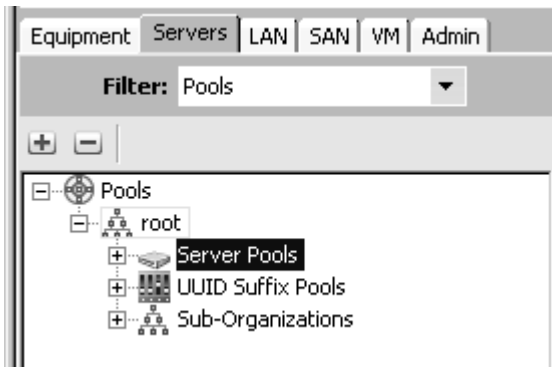 Equipment Servers LAN SAN VM Admin
Filter: Pools
Pools
root
Server Pools
UUID Suffix Pools
Sub-Organizations